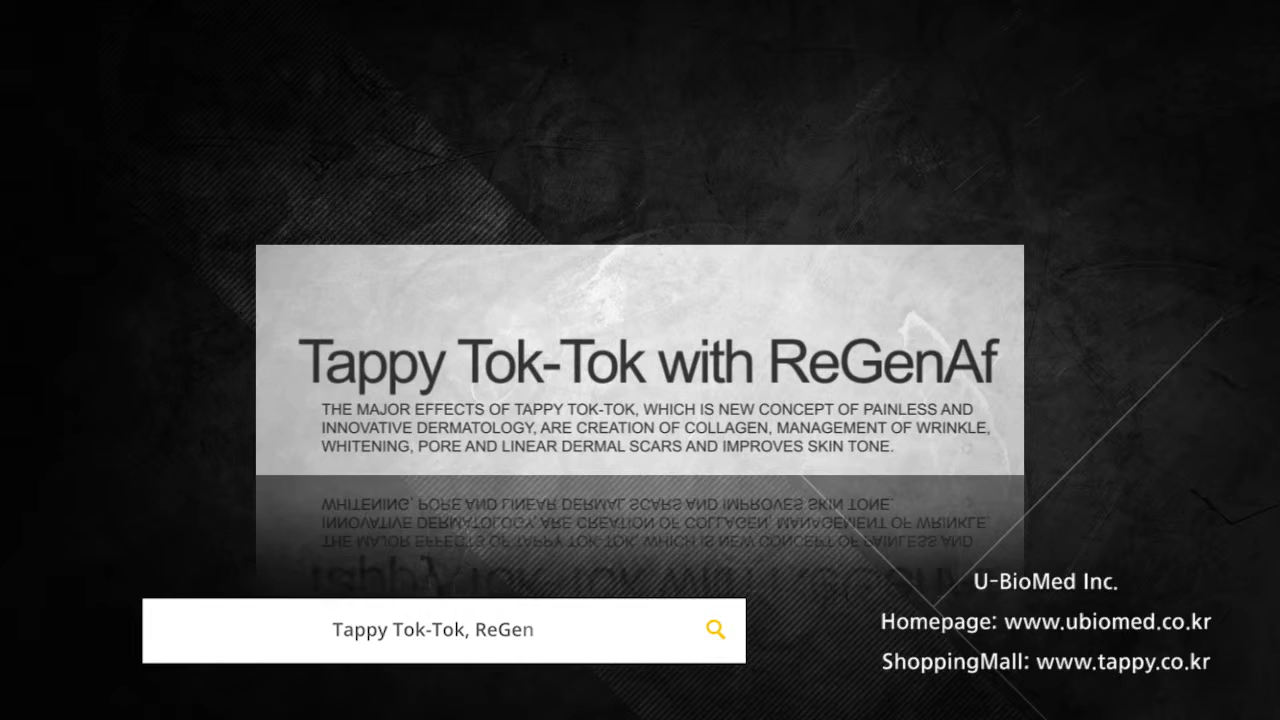 Tappy Tok-Tok with ReGenAf
THE MAJOR EFFECTS OF TAPPY TOK-TOK, WHICH IS NEW CONCEPT OF PAINLESS AND
INNOVATIVE DERMATOLOGY, ARE CREATION OF COLLAGEN, MANAGEMENT OF WRINKLE,
WHITENING, PORE AND LINEAR DERMAL SCARS AND IMPROVES SKIN TONE.
Tappy Tok-Tok, ReGen
U-BioMed Inc.
Homepage: www.ubiomed.co.kr
ShoppingMall: www.tappy.co.kr